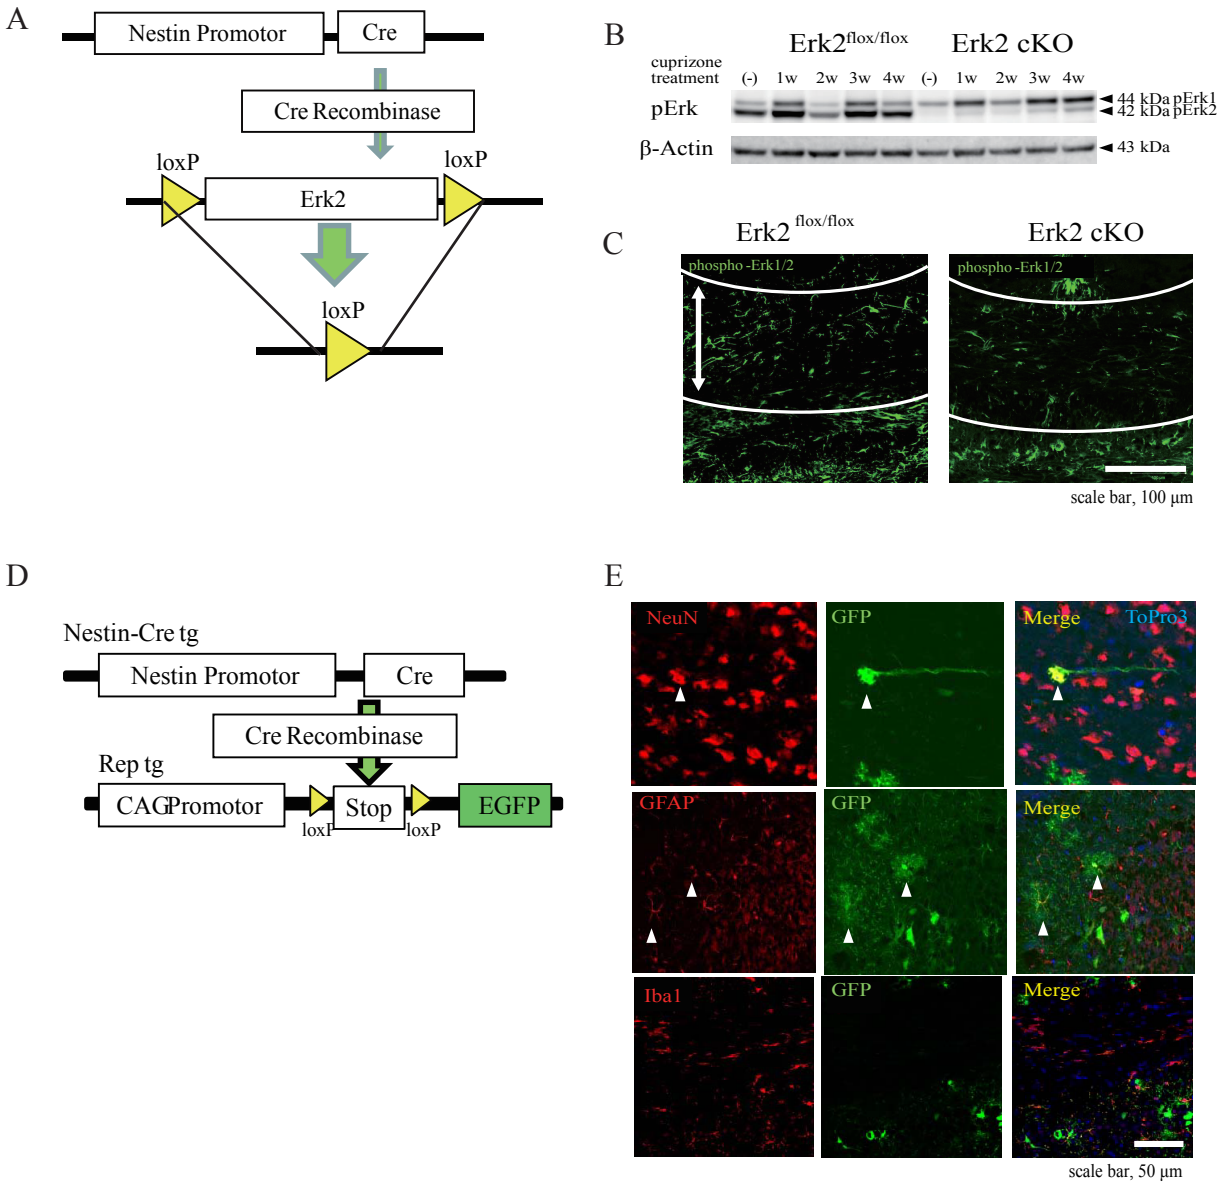 A
Nestin Promotor
Cre
Cre Recombinase
loxP
loxP
Erk2
loxP
B
Erk2flox/flox
Erk2 cKO
cuprizone
treatment
(-) 1w 2w 3w 4w (-) 1w 2w 3w 4w
pErk
44 kDa pErk1
42 kDa pErk2
β-Actin
43 kDa
C
Erk2 flox/flox
Erk2 cKO
phospho-Erk1/2
phospho-Erk1/2
scale bar, 100 μm
D
Nestin-Cre tg
Nestin Promotor
Cre
Cre Recombinase
Rep tg
CAGPromotor
Stop
EGFP
loxP
loxP
E
NeuN
GFP
Merge
ToPro3
GFAP
GFP
Merge
Iba1
GFP
Merge
scale bar, 50 μm